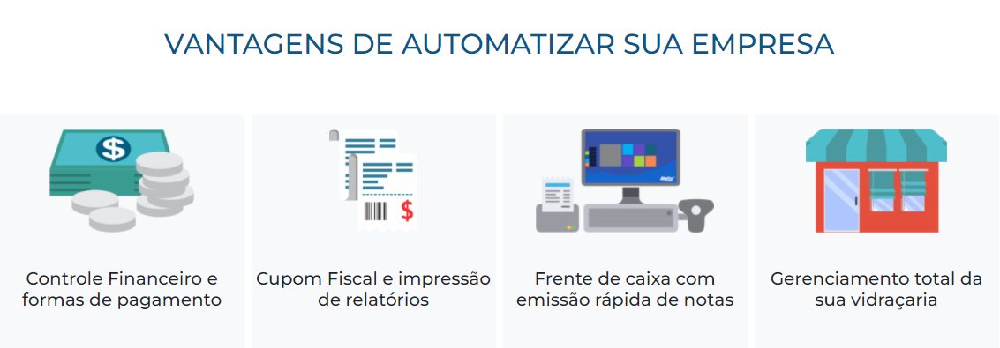 VANTAGENS DE AUTOMATIZAR SUA EMPRESA
$
$
Controle Financeiro e
formas de pagamento
Cupom Fiscal e impressão
de relatórios
Frente de caixa com
emissão rápida de notas
Gerenciamento total da
sua vidraçaria